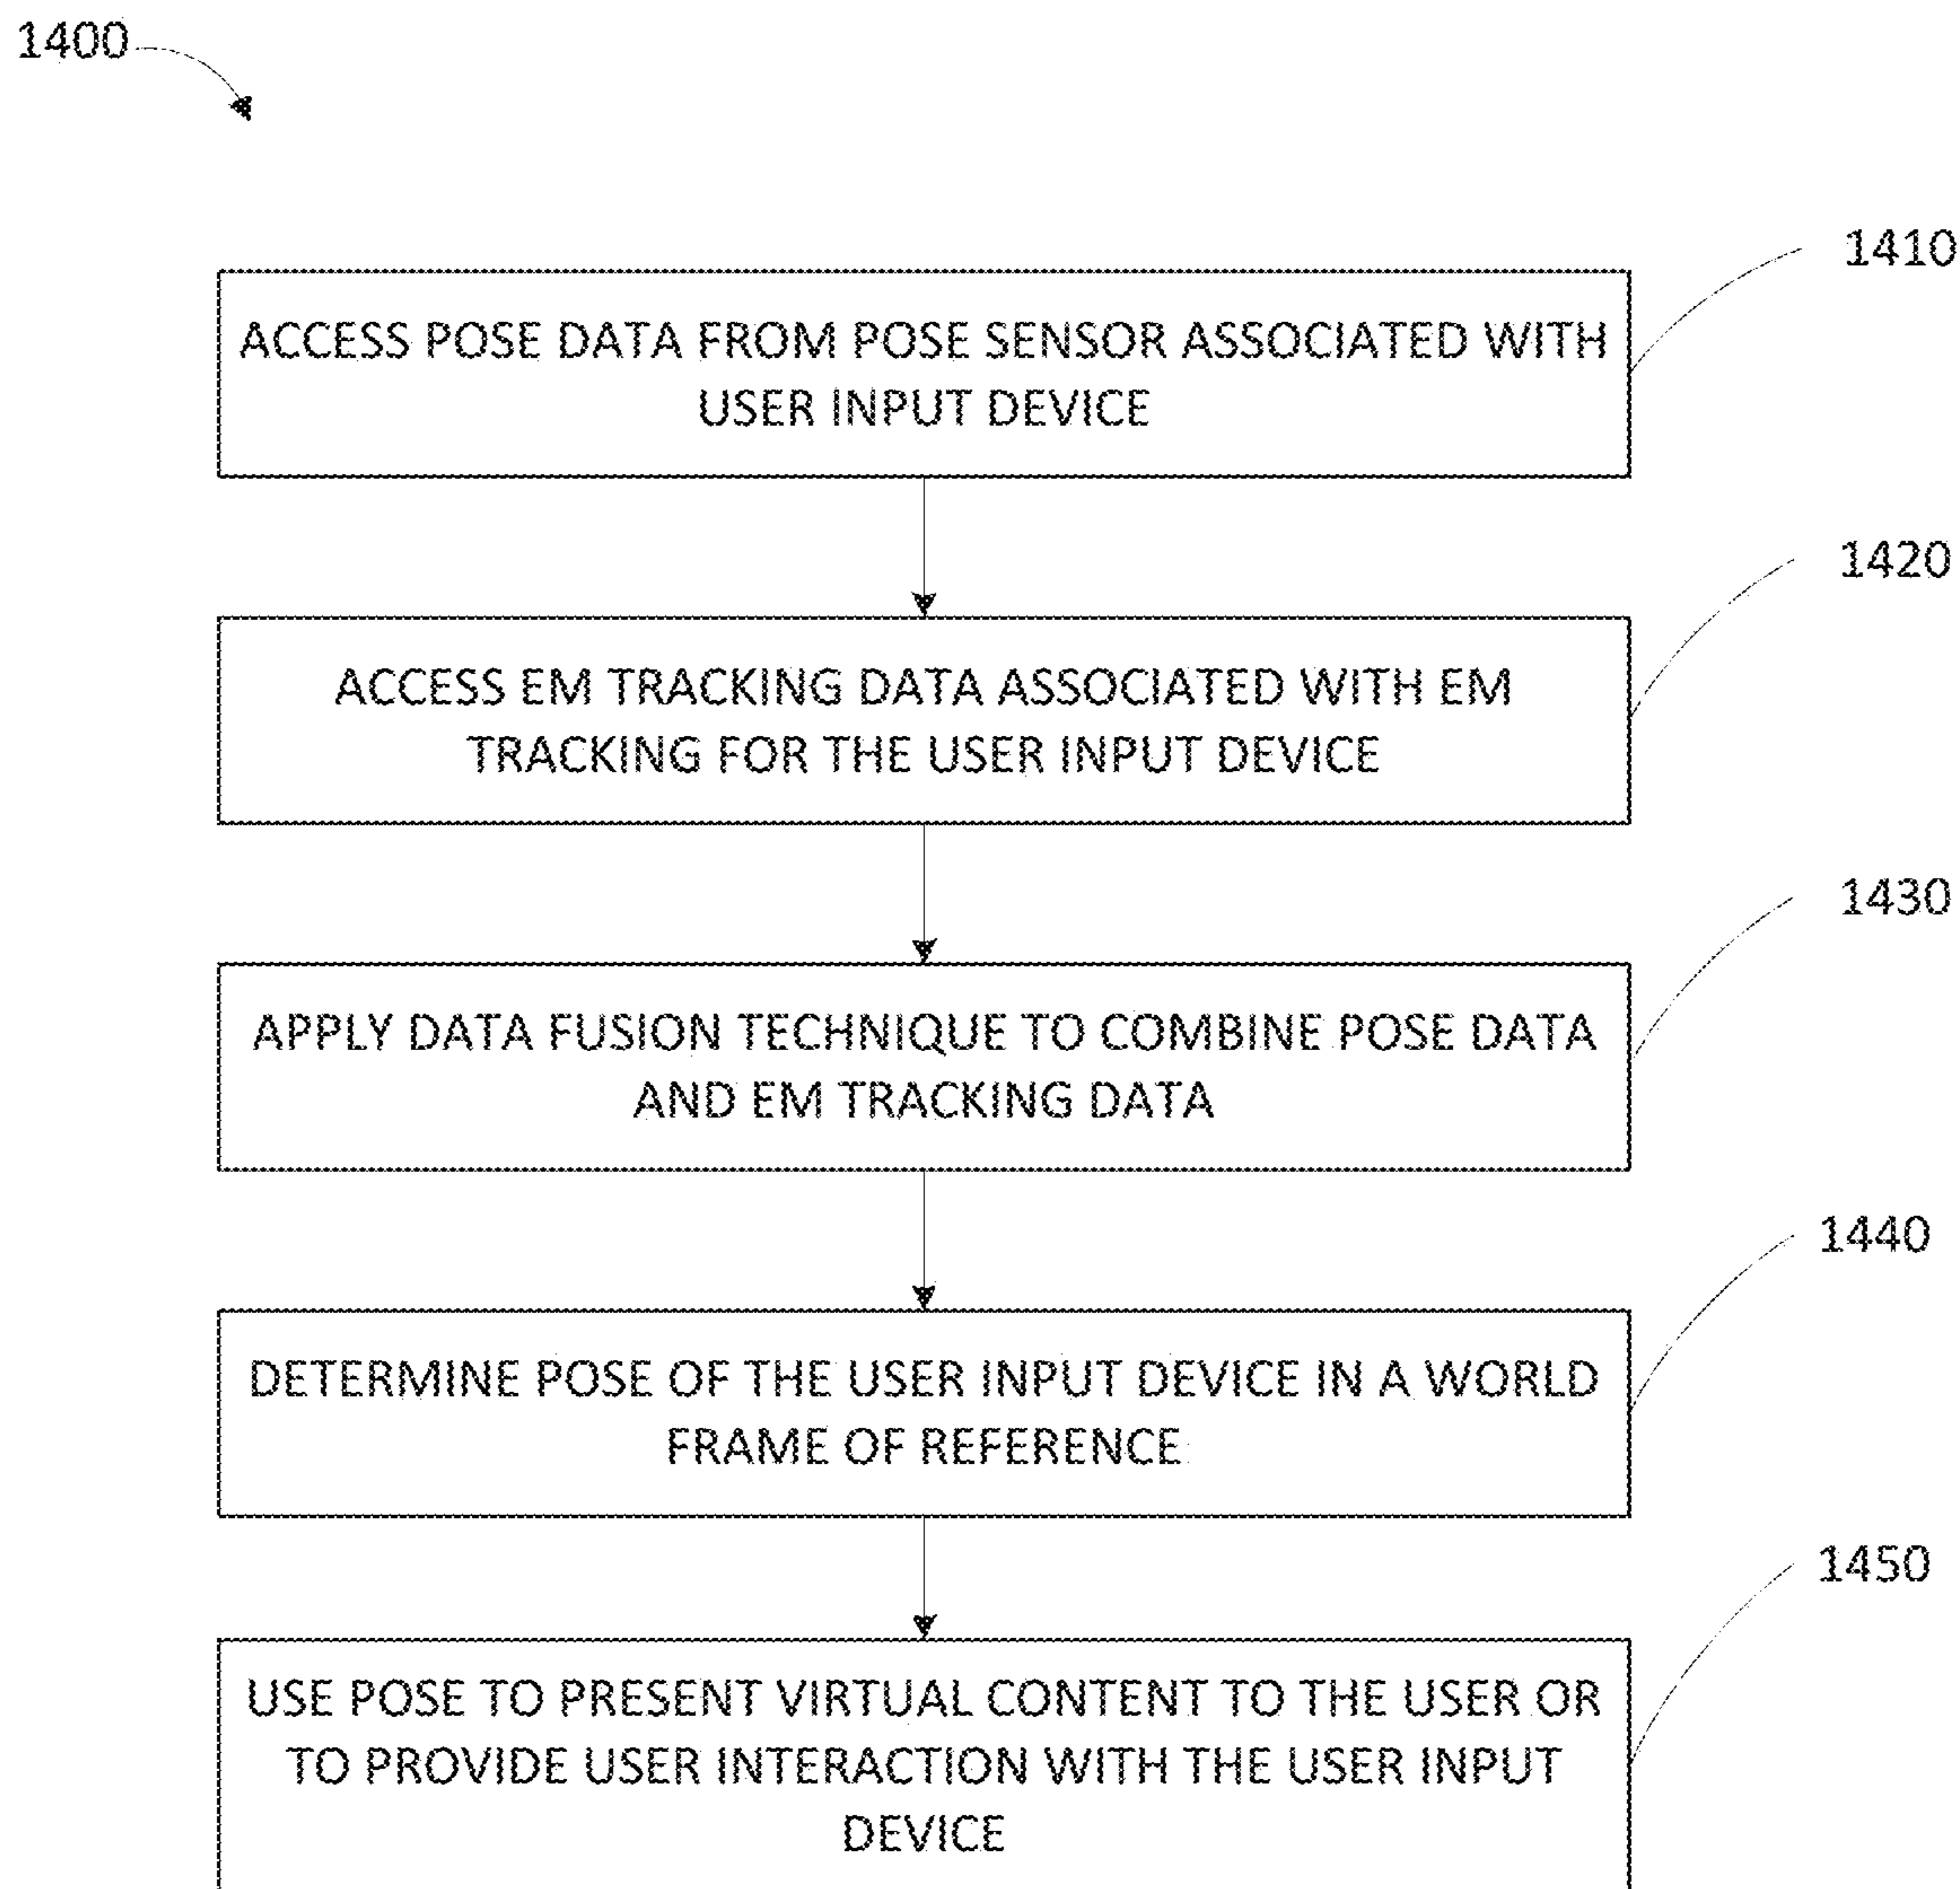 1400
1410
ACCESS POSE DATA FROM POSE SENSOR ASSOCIATED WITH
USER INPUT DEVICE
1420
ACCESS EM TRACKING DATA ASSOCIATED WITH EM
TRACKING FOR THE USER INPUT DEVICE
1430
APPLY DATA FUSION TECHNIQUE TO COMBINE POSE DATA
AND EM TRACKING DATA
1440
DETERMINE POSE OF THE USER INPUT DEVICE IN A WORLD
FRAME OF REFERENCE
1450
USE POSE TO PRESENT VIRTUAL CONTENT TO THE USER OR
TO PROVIDE USER INTERACTION WITH THE USER INPUT
DEVICE